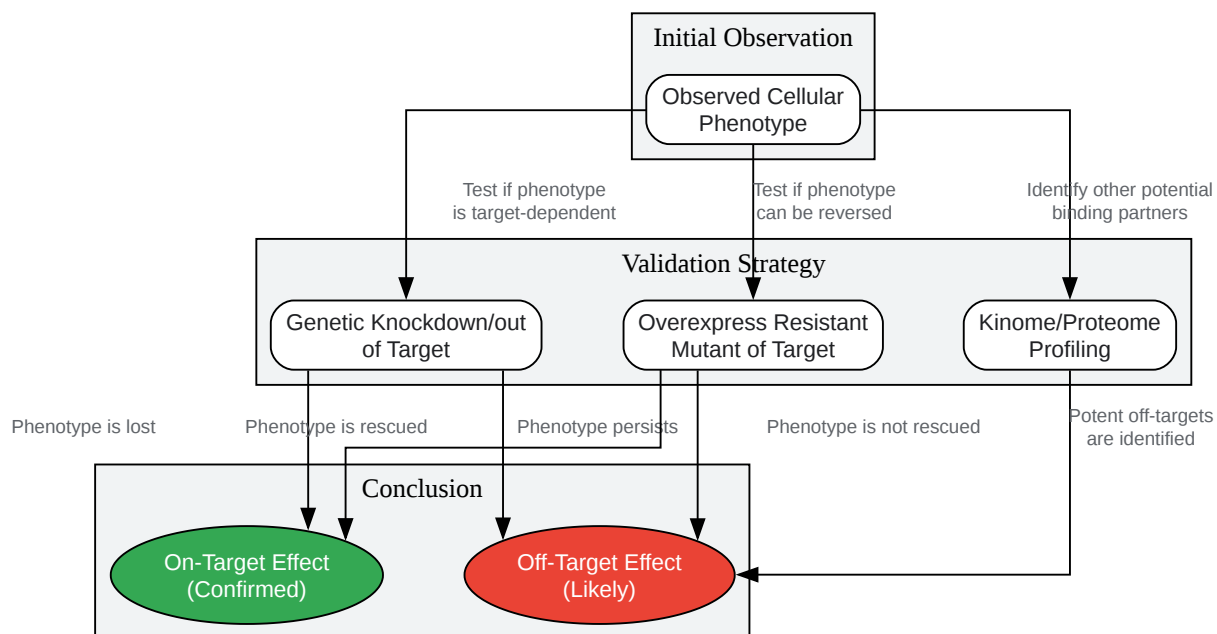 Initial Observation
Observed Cellular
Phenotype
Test if phenotype
is target-dependent
Test if phenotype
can be reversed
Identify other potential
binding partners
Validation Strategy
Genetic Knockdown/out
of Target
Overexpress Resistant
Mutant of Target
Kinome/Proteome
Profiling
Phenotype is lost
Phenotype is rescued
Phenotype persists
Phenotype is not rescued
Potent off-targets
are identified
Conclusion
On-Target Effect
(Confirmed)
Off-Target Effect
(Likely)